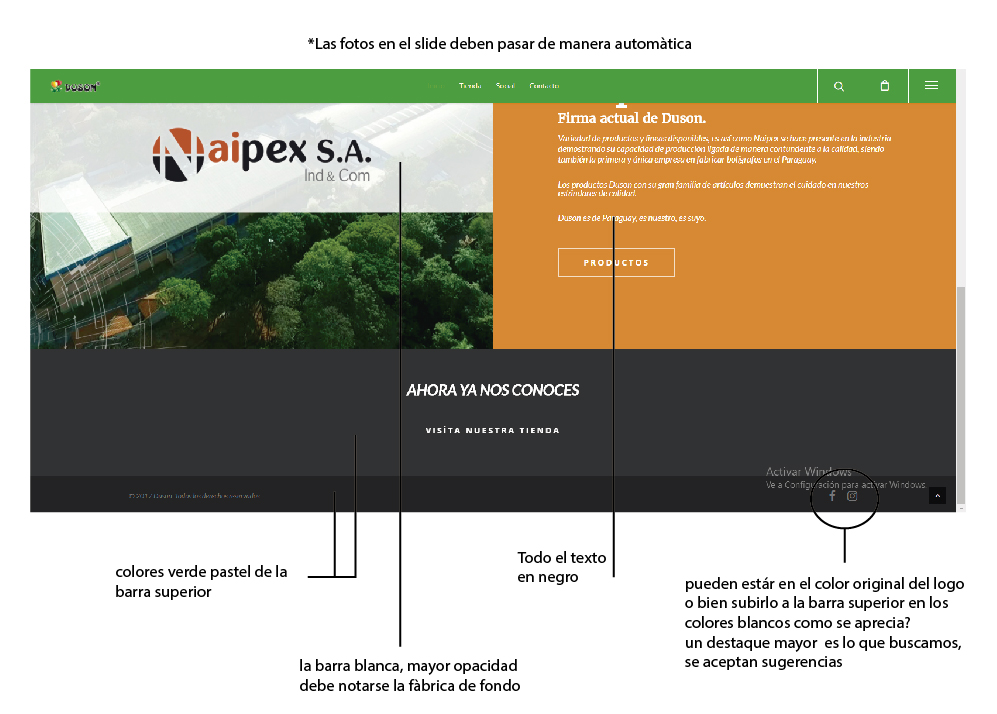 *Las fotos en el slide deben pasar de manera automàtica
DUSON
Tienda Social Contacto
Naipex S.A.
Ind & Com
Firma actual de Duson.
Variedad de productos y líneas disponibles, es así como Naipex se hace presente en la industria
demostrando su capacidad de producción ligada de manera contundente a la calidad, siendo
también la primera y única empresa en fabricar bolígrafos en el Paraguay.
Los productos Duson con su gran familia de artículos demuestran el cuidado en nuestros
estándares de calidad.
Duson es de Paraguay, es nuestro, es suyo.
PRODUCTOS
AHORA YA NOS CONOCES
VISÍTA NUESTRA TIENDA
Activar Windows
Ve a Configuración para activar Windows.
© 2017 Duson. Todos los derechos reservados
colores verde pastel de la
barra superior
Todo el texto
en negro
la barra blanca, mayor opacidad
debe notarse la fàbrica de fondo
pueden estár en el color original del logo
o bien subirlo a la barra superior en los
colores blancos como se aprecia?
un destaque mayor es lo que buscamos,
se aceptan sugerencias